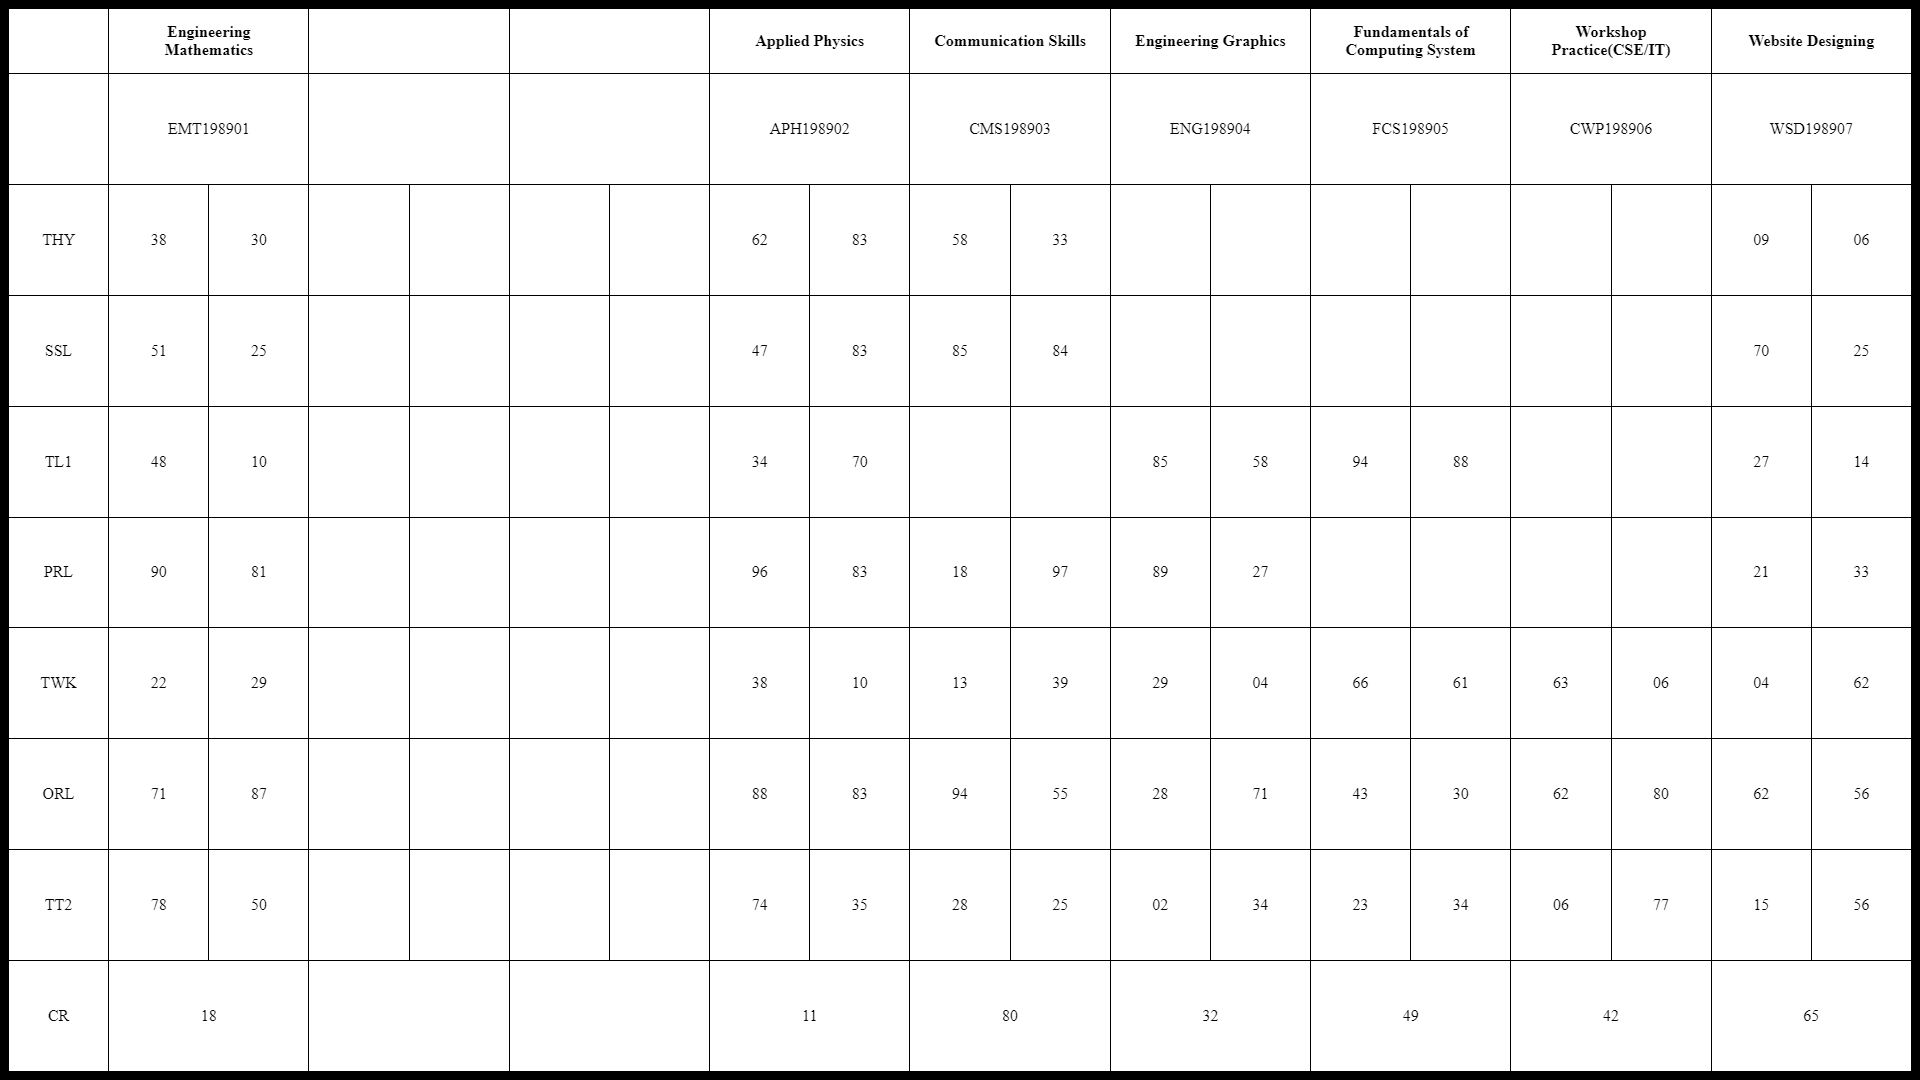 Engineering Mathematics Applied Physics Communication Skills Engineering Graphics Fundamentals of Computing System Workshop Practice(CSE/IT) Website Designing
EMT198901 APH198902 CMS198903 ENG198904 FCS198905 CWP198906 WSD198907
THY 38 30 62 83 58 33 09 06
SSL 51 25 47 83 85 84 70 25
TL1 48 10 34 70 85 58 94 88 27 14
PRL 90 81 96 83 18 97 89 27 21 33
TWK 22 29 38 10 13 39 29 04 66 61 63 06 04 62
ORL 71 87 88 83 94 55 28 71 43 30 62 80 62 56
TT2 78 50 74 35 28 25 02 34 23 34 06 77 15 56
CR 18 11 80 32 49 42 65